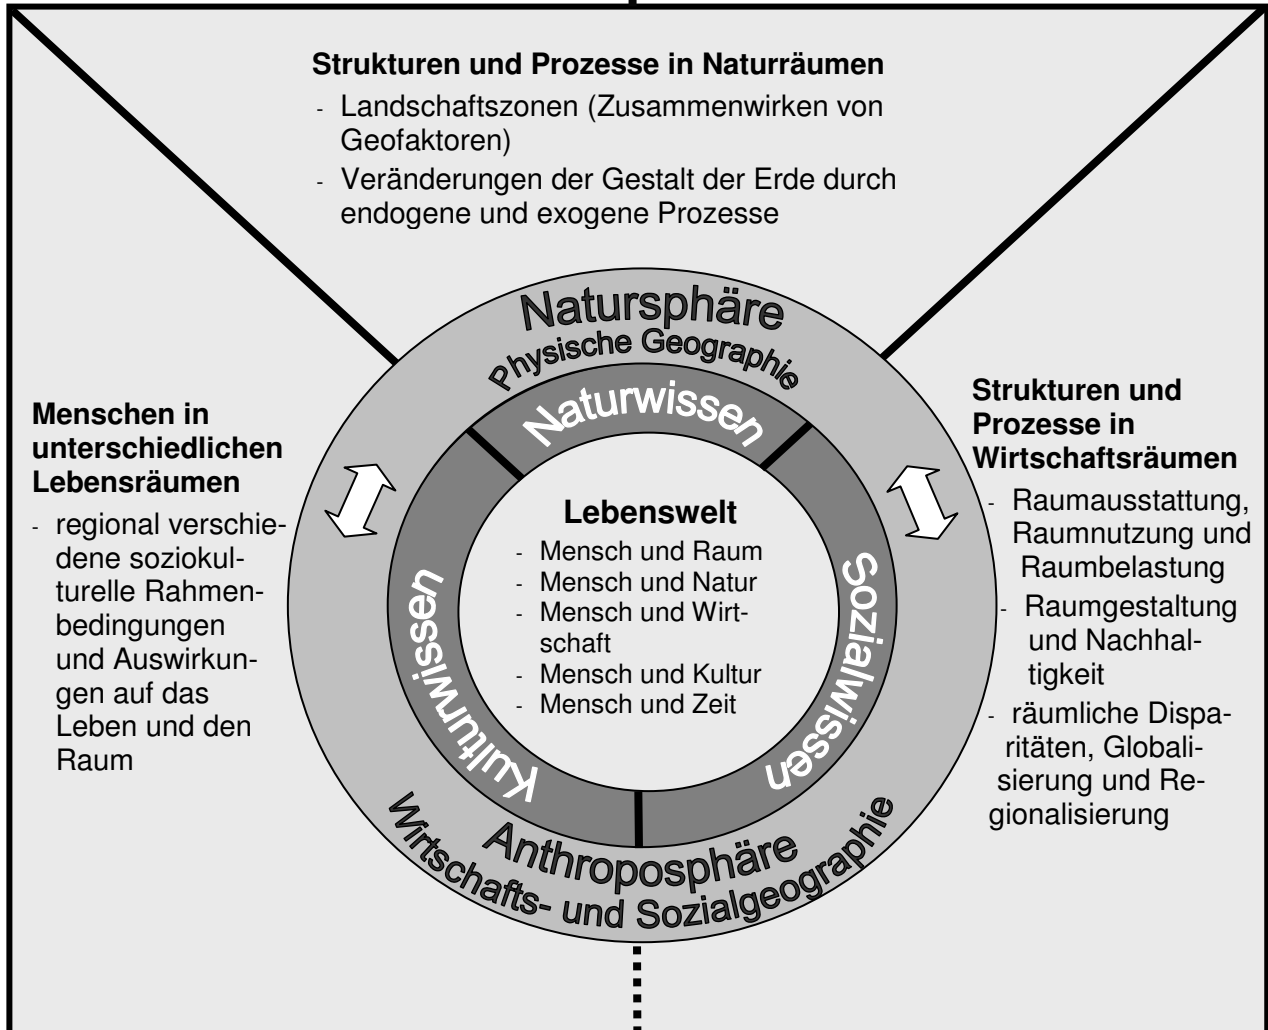 Strukturen und Prozesse in Naturräumen
- Landschaftszonen (Zusammenwirken von
Geofaktoren)
- Veränderungen der Gestalt der Erde durch
endogene und exogene Prozesse
Natursphäre
Physische Geographie
Naturwissen
Menschen in
unterschiedlichen
Lebensräumen
- regional verschie-
dene soziokul-
turelle Rahmen-
bedingungen
und Auswirkun-
gen auf das
Leben und den
Raum
Kulturwissen
Lebenswelt
- Mensch und Raum
- Mensch und Natur
- Mensch und Wirt-
schaft
- Mensch und Kultur
- Mensch und Zeit
Sozialwissen
Strukturen und
Prozesse in
Wirtschaftsräumen
- Raumausstattung,
Raumnutzung und
Raumbelastung
- Raumgestaltung
und Nachhal-
tigkeit
- räumliche Dispa-
ritäten, Globali-
sierung und Re-
gionalisierung
Anthroposphäre
Wirtschafts- und Sozialgeographie